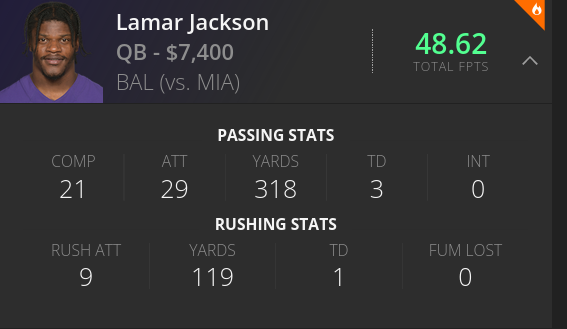 Lamar Jackson
QB - $7,400
BAL (vs. MIA)
48.62
TOTAL FPTS
PASSING STATS
COMP ATT YARDS TD INT
21 29 318 3 0
RUSHING STATS
RUSH ATT YARDS TD FUM LOST
9 119 1 0